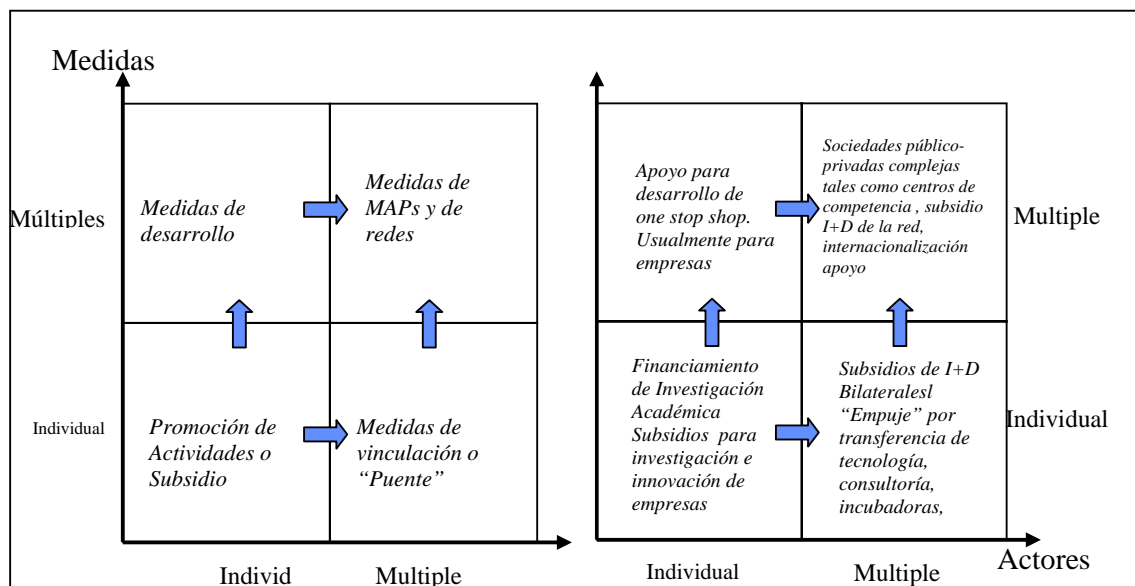 Medidas
Múltiples
Individual
Medidas de
desarrollo
Medidas de
MAPs y de
redes
Promoción de
Actividades o
Subsidio
Medidas de
vinculación o
“Puente”
Individ
Multiple
Apoyo para
desarrollo de
one stop shop.
Usualmente para
empresas
Sociedades público-
privadas complejas
tales como centros de
competencia , subsidio
I+D de la red,
internacionalización
apoyo
Multiple
Financiamiento
de Investigación
Académica
Subsidios para
investigación e
innovación de
empresas
Subsidios de I+D
Bilateralesl
“Empuje” por
transferencia de
tecnología,
consultoría,
incubadoras,
Individual
Individual
Multiple
Actores